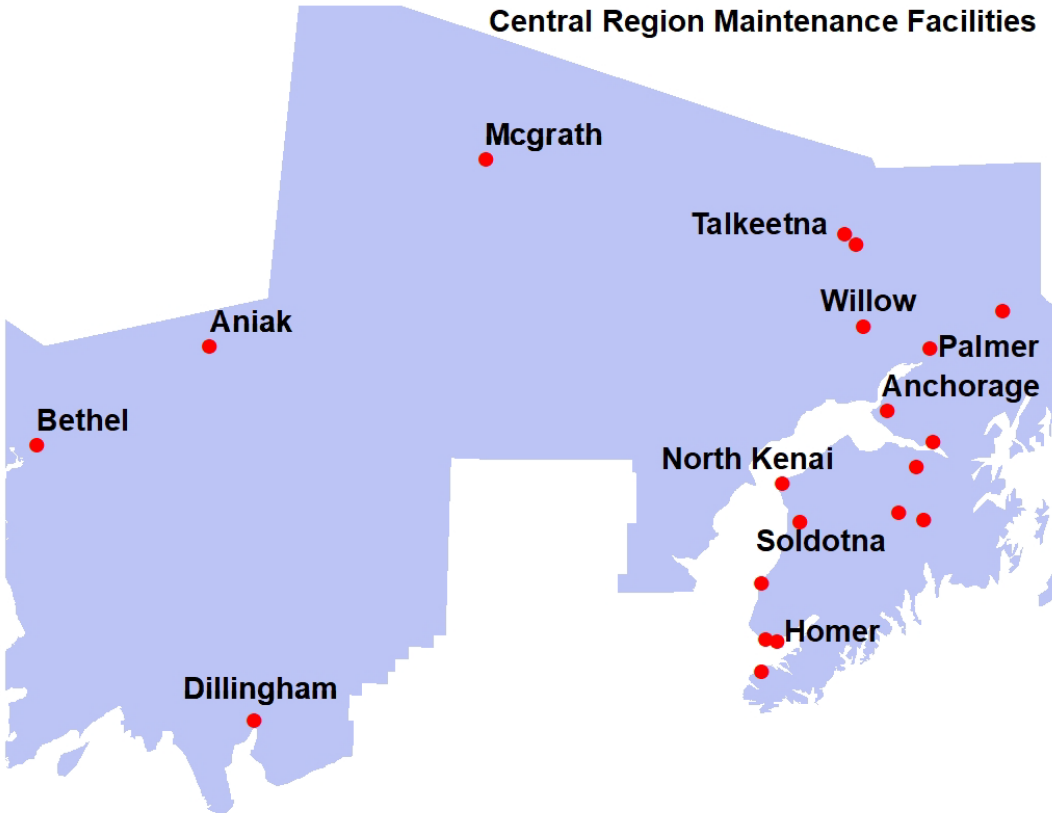 Central Region Maintenance Facilities
Mcgrath
Talkeetna
Willow
Aniak
Palmer
Anchorage
Bethel
North Kenai
Soldotna
Homer
Dillingham